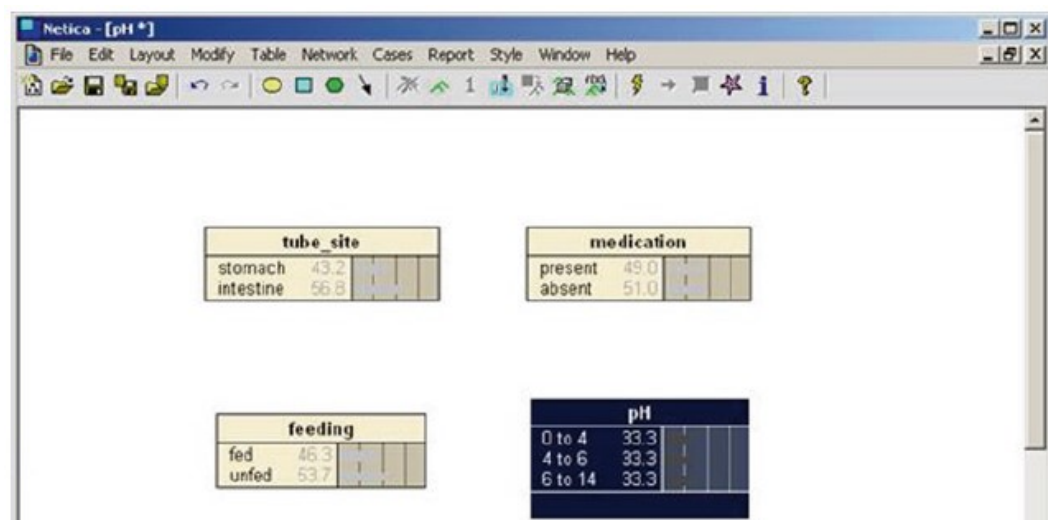 Netica - [pH *]
File Edit Layout Modify Table Network Cases Report Style Window Help
1
tube_site
stomach 43.2
intestine 56.8
medication
present 49.0
absent 51.0
feeding
fed 46.3
unfed 53.7
pH
0 to 4 33.3
4 to 6 33.3
6 to 14 33.3